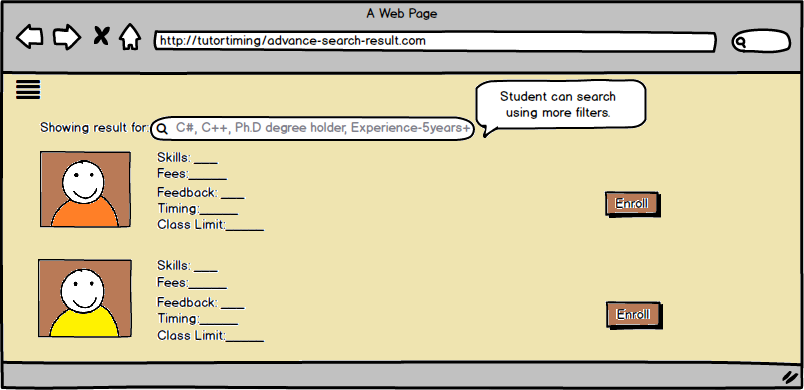 A Web Page
http://tutortiming/advance-search-result.com
Student can search
using more filters.
Showing result for: C#, C++, Ph.D degree holder, Experience-5years+
Skills: ___
Fees:_____
Feedback: ___
Timing:_____
Class Limit:_____
Enroll
Skills: ___
Fees:_____
Feedback: ___
Timing:_____
Class Limit:_____
Enroll